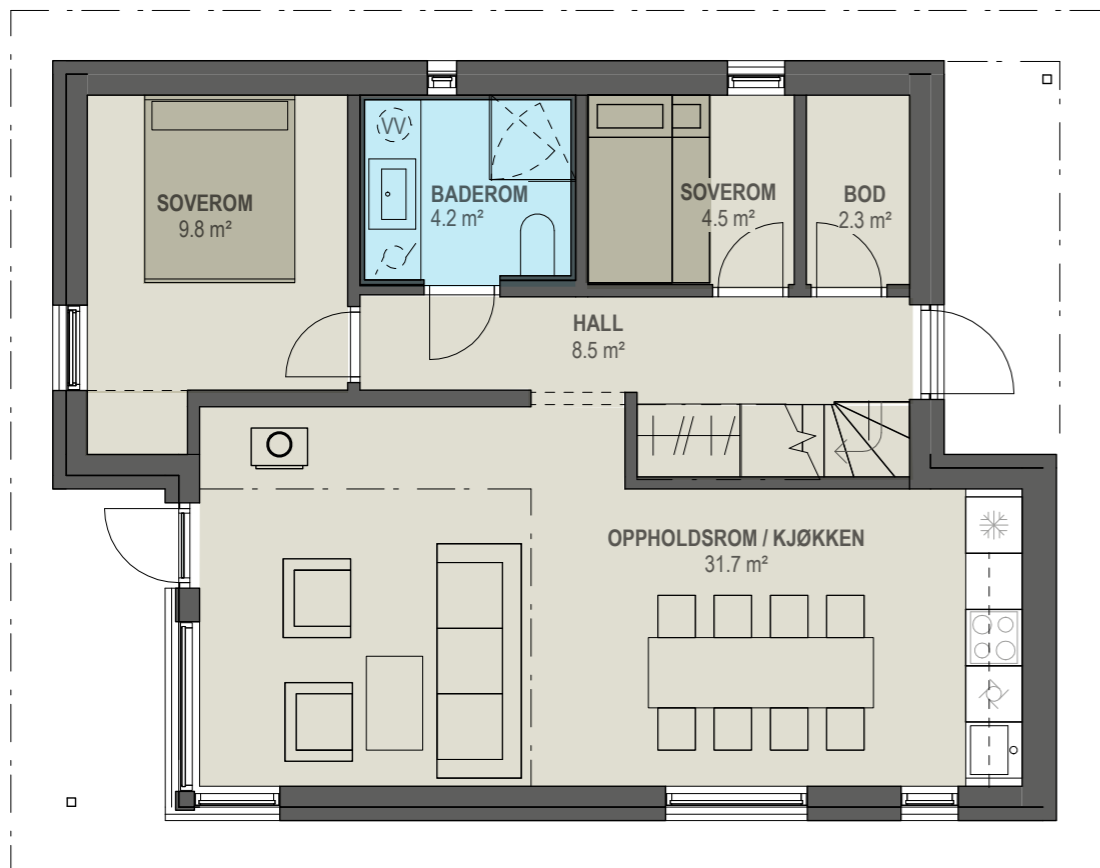 SOVEROM
9.8 m²
BADEROM
4.2 m²
SOVEROM
4.5 m²
BOD
2.3 m²
HALL
8.5 m²
OPPHOLDSROM / KJØKKEN
31.7 m²